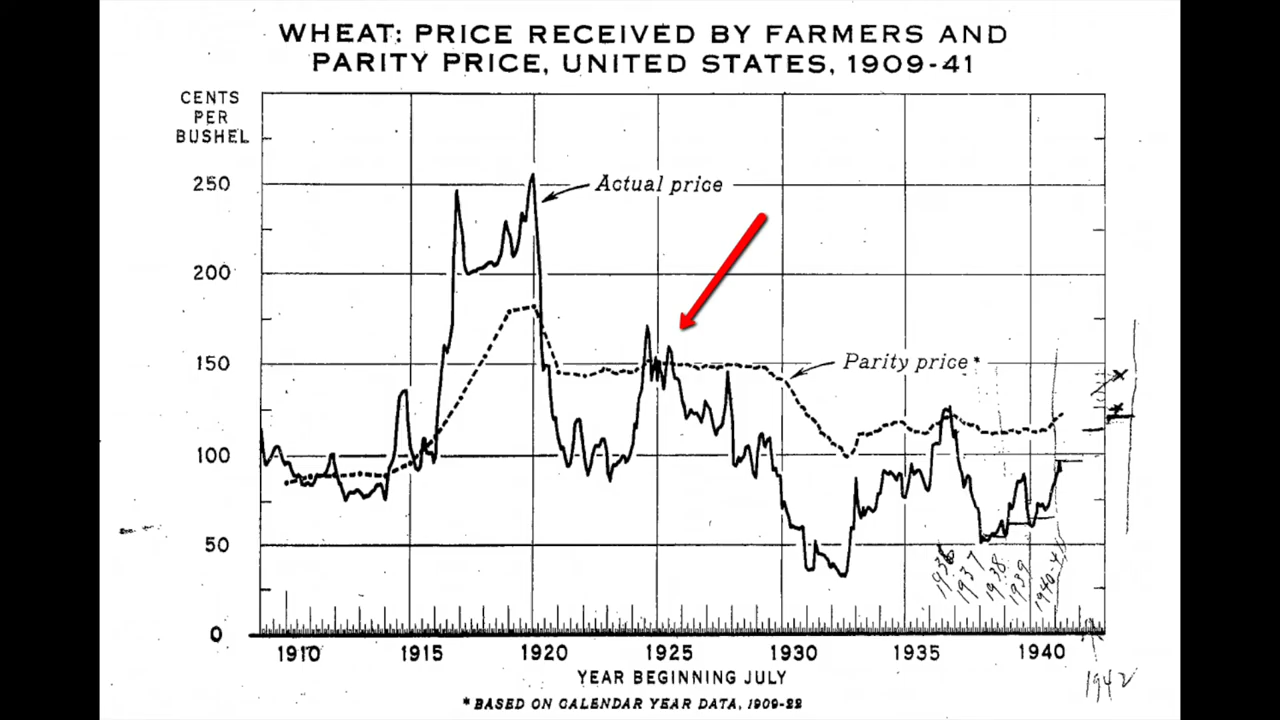 WHEAT: PRICE RECEIVED BY FARMERS AND
PARITY PRICE, UNITED STATES, 1909-41
CENTS
PER
BUSHEL
250
Actual price
200
150
Parity price*
100
50
1936
1937
1938
1939
1940-41
0
1910
1915
1920
1925
1930
1935
1940
YEAR BEGINNING JULY
1942
*BASED ON CALENDAR YEAR DATA, 1909-22